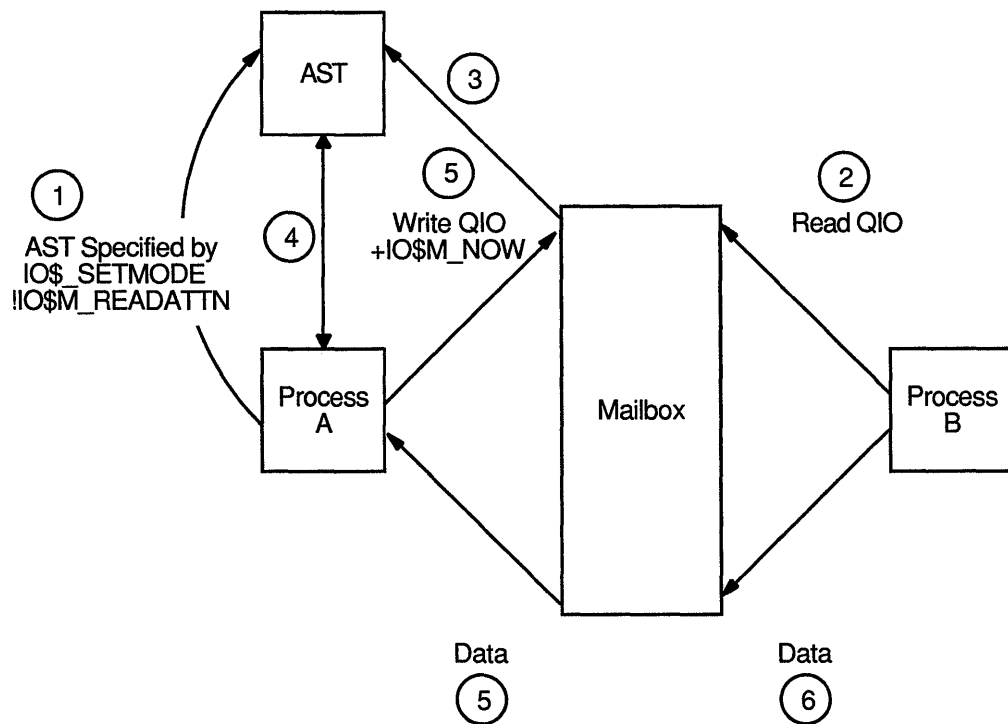 AST
3
1
5
2
Write QIO
+IO$M_NOW
Read QIO
4
AST Specified by
IO$_SETMODE
!IO$M_READATTN
Process
A
Mailbox
Process
B
Data
5
Data
6